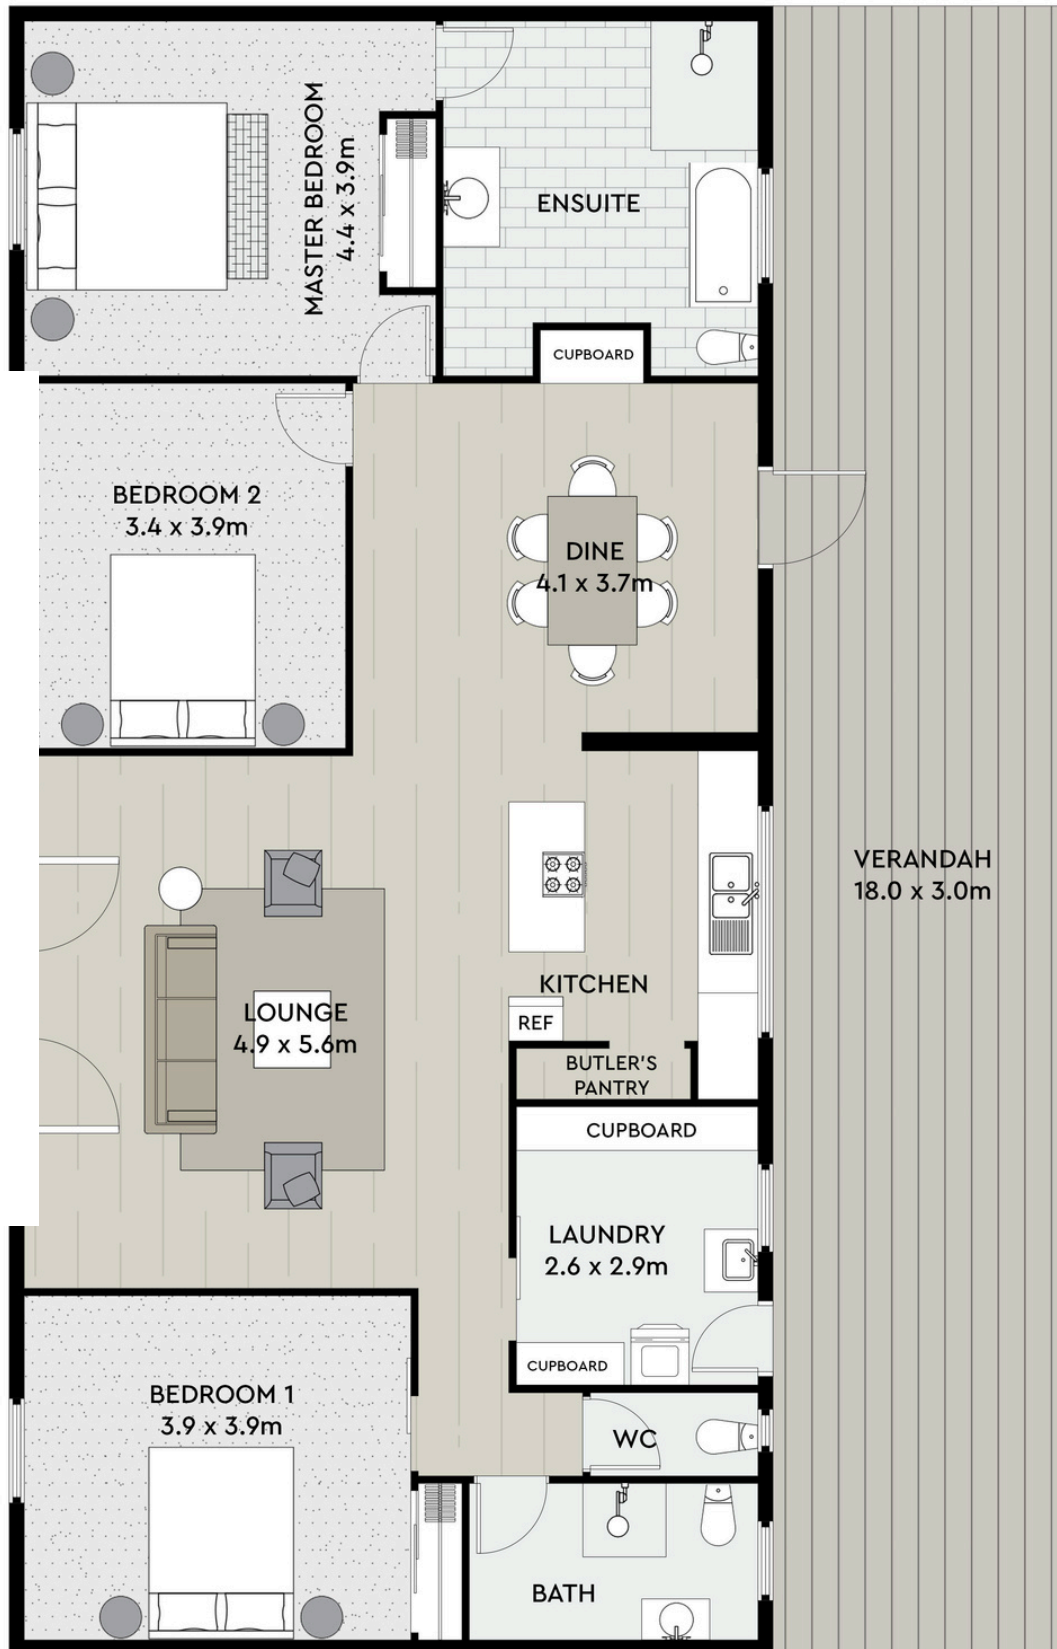 MASTER BEDROOM
4.4 x 3.9m
ENSUITE
CUPBOARD
BEDROOM 2
3.4 x 3.9m
DINE
4.1 x 3.7m
VERANDAH
18.0 x 3.0m
KITCHEN
REF
LOUNGE
4.9 x 5.6m
BUTLER'S
PANTRY
CUPBOARD
LAUNDRY
2.6 x 2.9m
CUPBOARD
BEDROOM 1
3.9 x 3.9m
WC
BATH